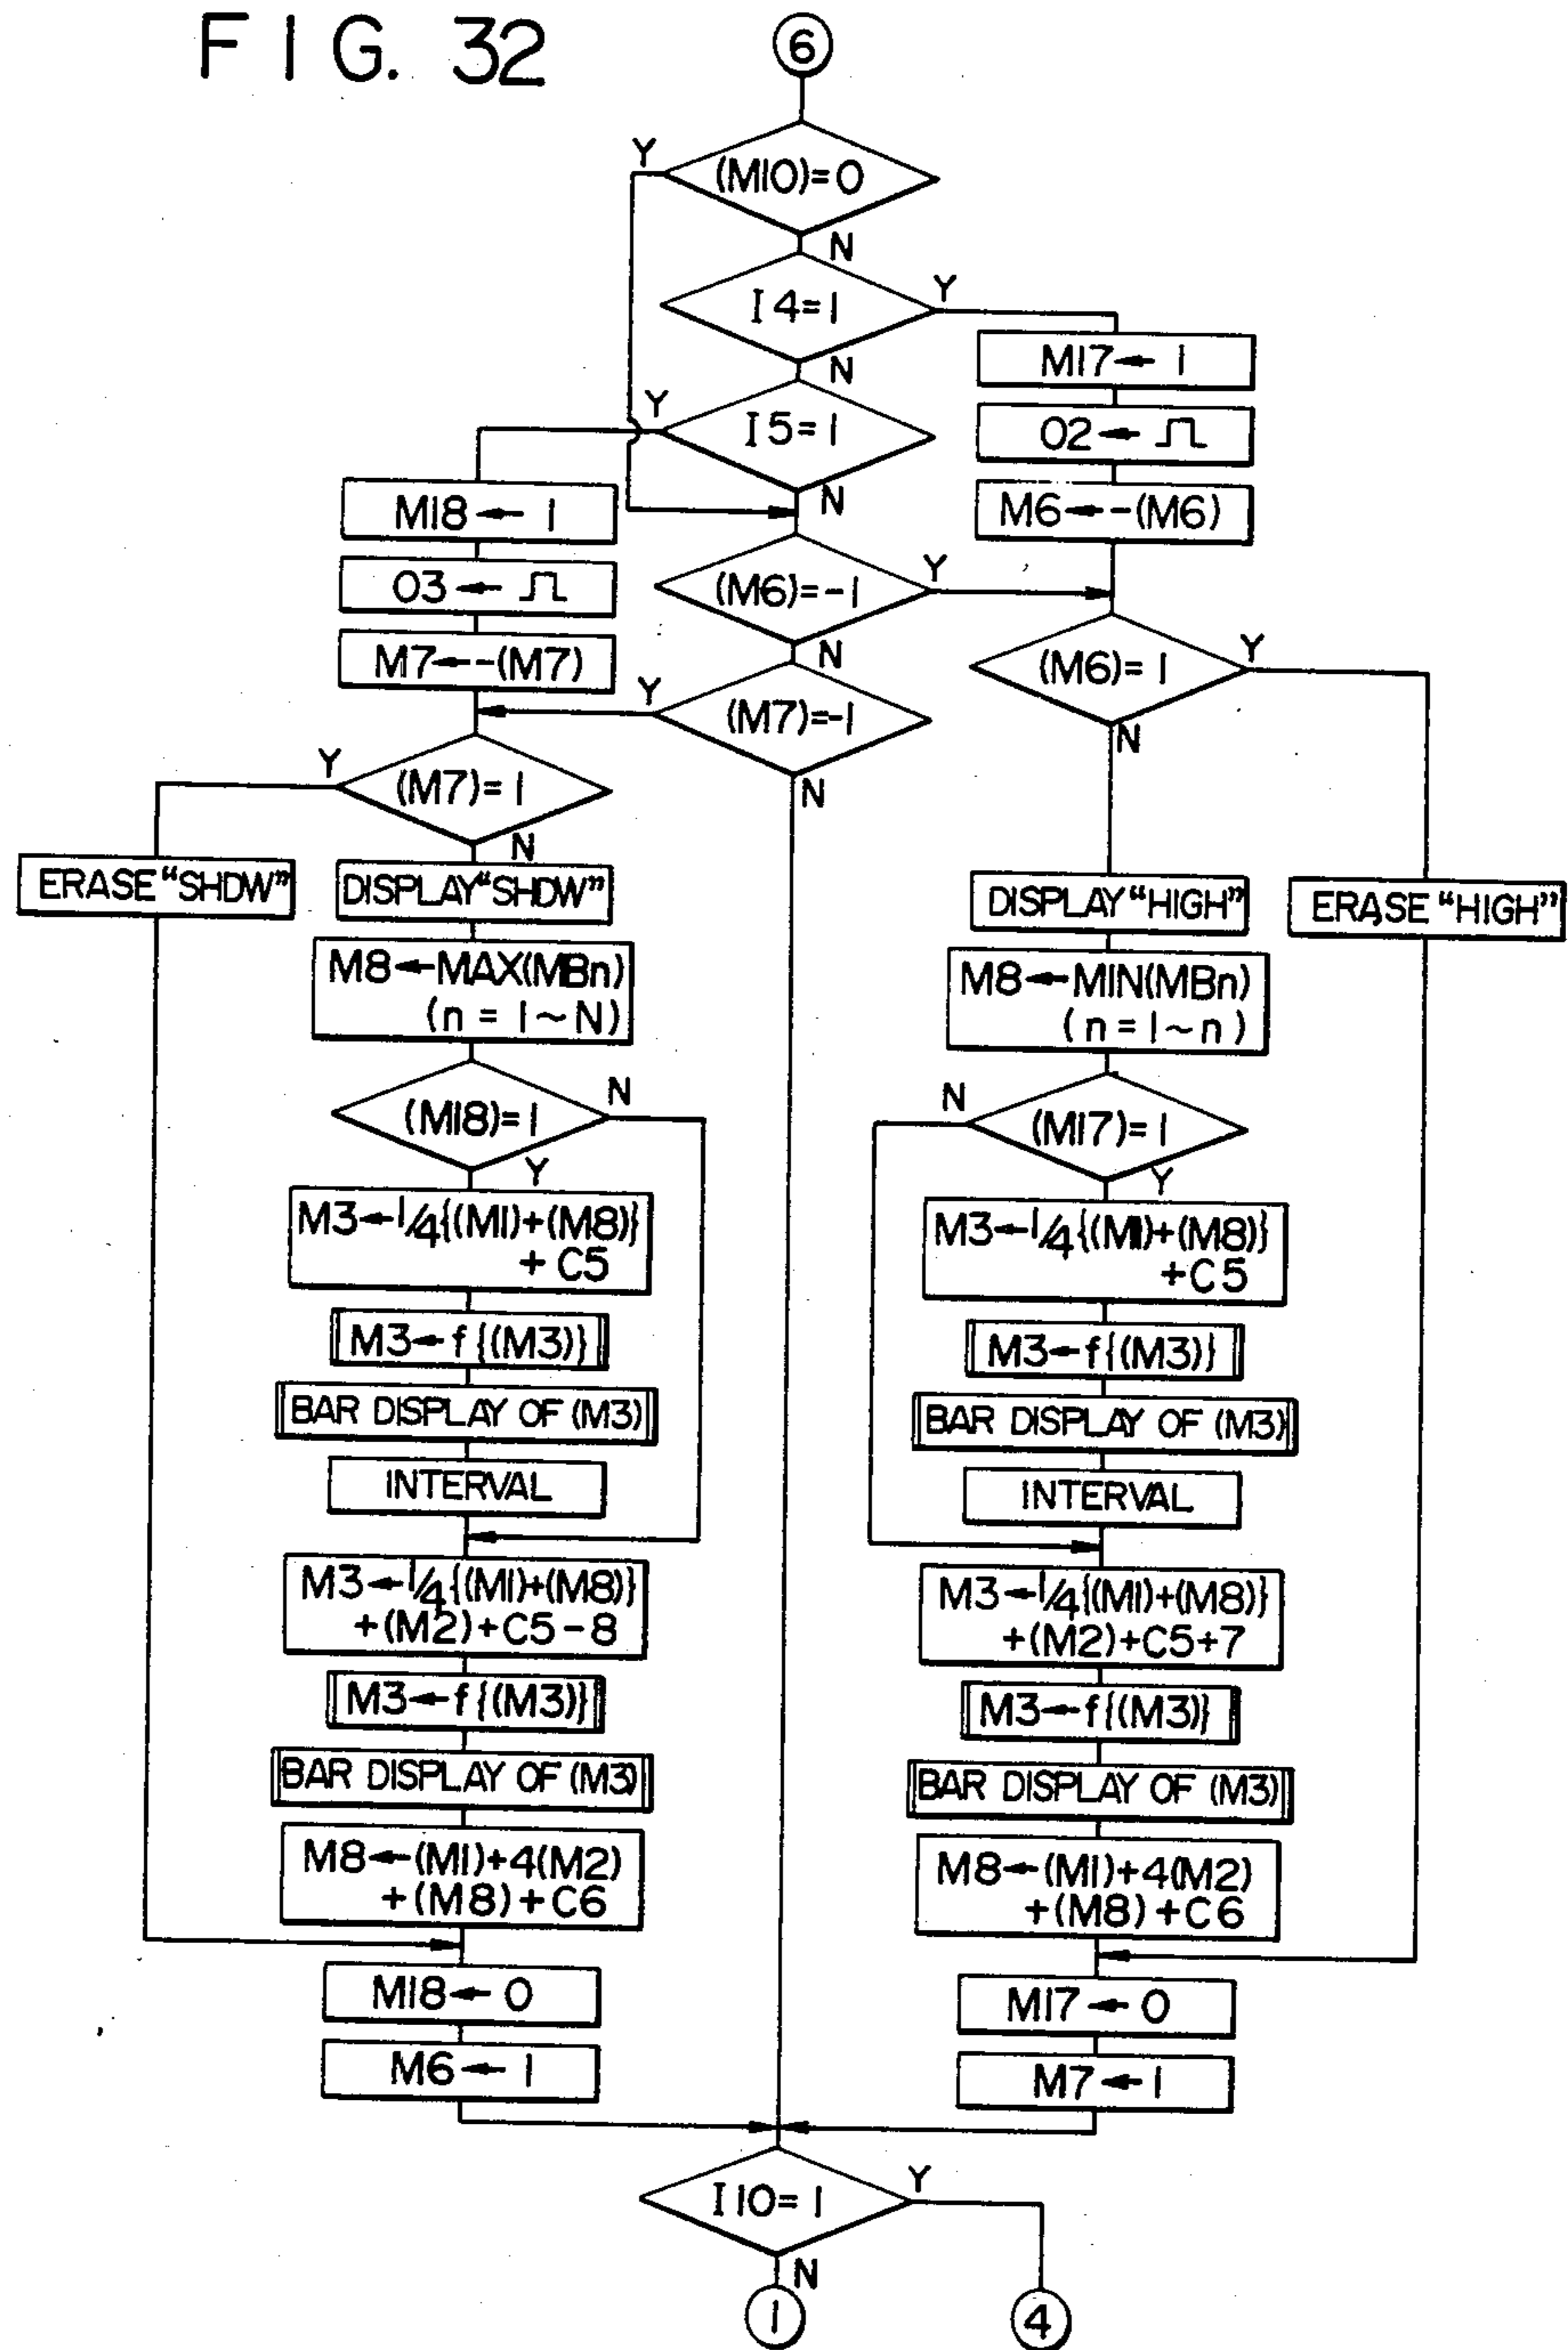 FIG. 32
6
(M10)=0
Y
N
I4=1
Y
N
M17← 1
I5=1
Y
N
O2←
M6←-(M6)
M18← 1
O3←
M7←-(M7)
(M6)=-1
Y
N
(M7)=-1
Y
N
(M6)=1
Y
N
(M7)=1
Y
N
ERASE "SHDW"
DISPLAY "SHDW"
DISPLAY "HIGH"
ERASE "HIGH"
M8←MAX(MBn)
(n = 1~N)
M8←MIN(MBn)
(n = 1~n)
(M18)=1
N
Y
(M17)=1
N
Y
M3←1/4{(M1)+(M8)}
+ C5
M3←1/4{(M1)+(M8)}
+C5
M3←f{(M3)}
M3←f{(M3)}
BAR DISPLAY OF (M3)
BAR DISPLAY OF (M3)
INTERVAL
INTERVAL
M3←1/4{(M1)+(M8)}
+(M2)+C5-8
M3←1/4{(M1)+(M8)}
+(M2)+C5+7
M3←f{(M3)}
M3←f{(M3)}
BAR DISPLAY OF (M3)
BAR DISPLAY OF (M3)
M8←(M1)+4(M2)
+(M8)+C6
M8←(M1)+4(M2)
+(M8)+C6
M18← 0
M17← 0
M6← 1
M7← 1
I10= 1
Y
N
1
4